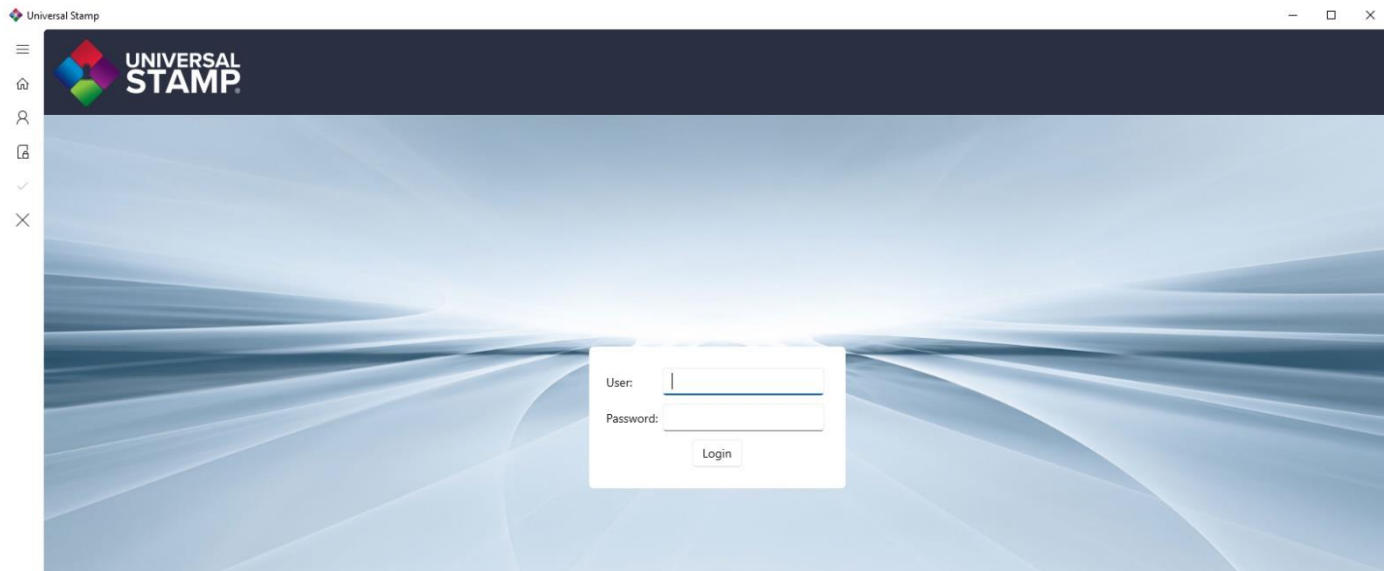 Universal Stamp
UNIVERSAL
STAMP®
User:
Password:
Login